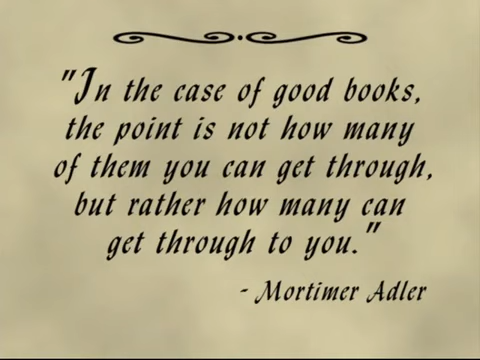 "In the case of good books,
the point is not how many
of them you can get through,
but rather how many can
get through to you."
- Mortimer Adler